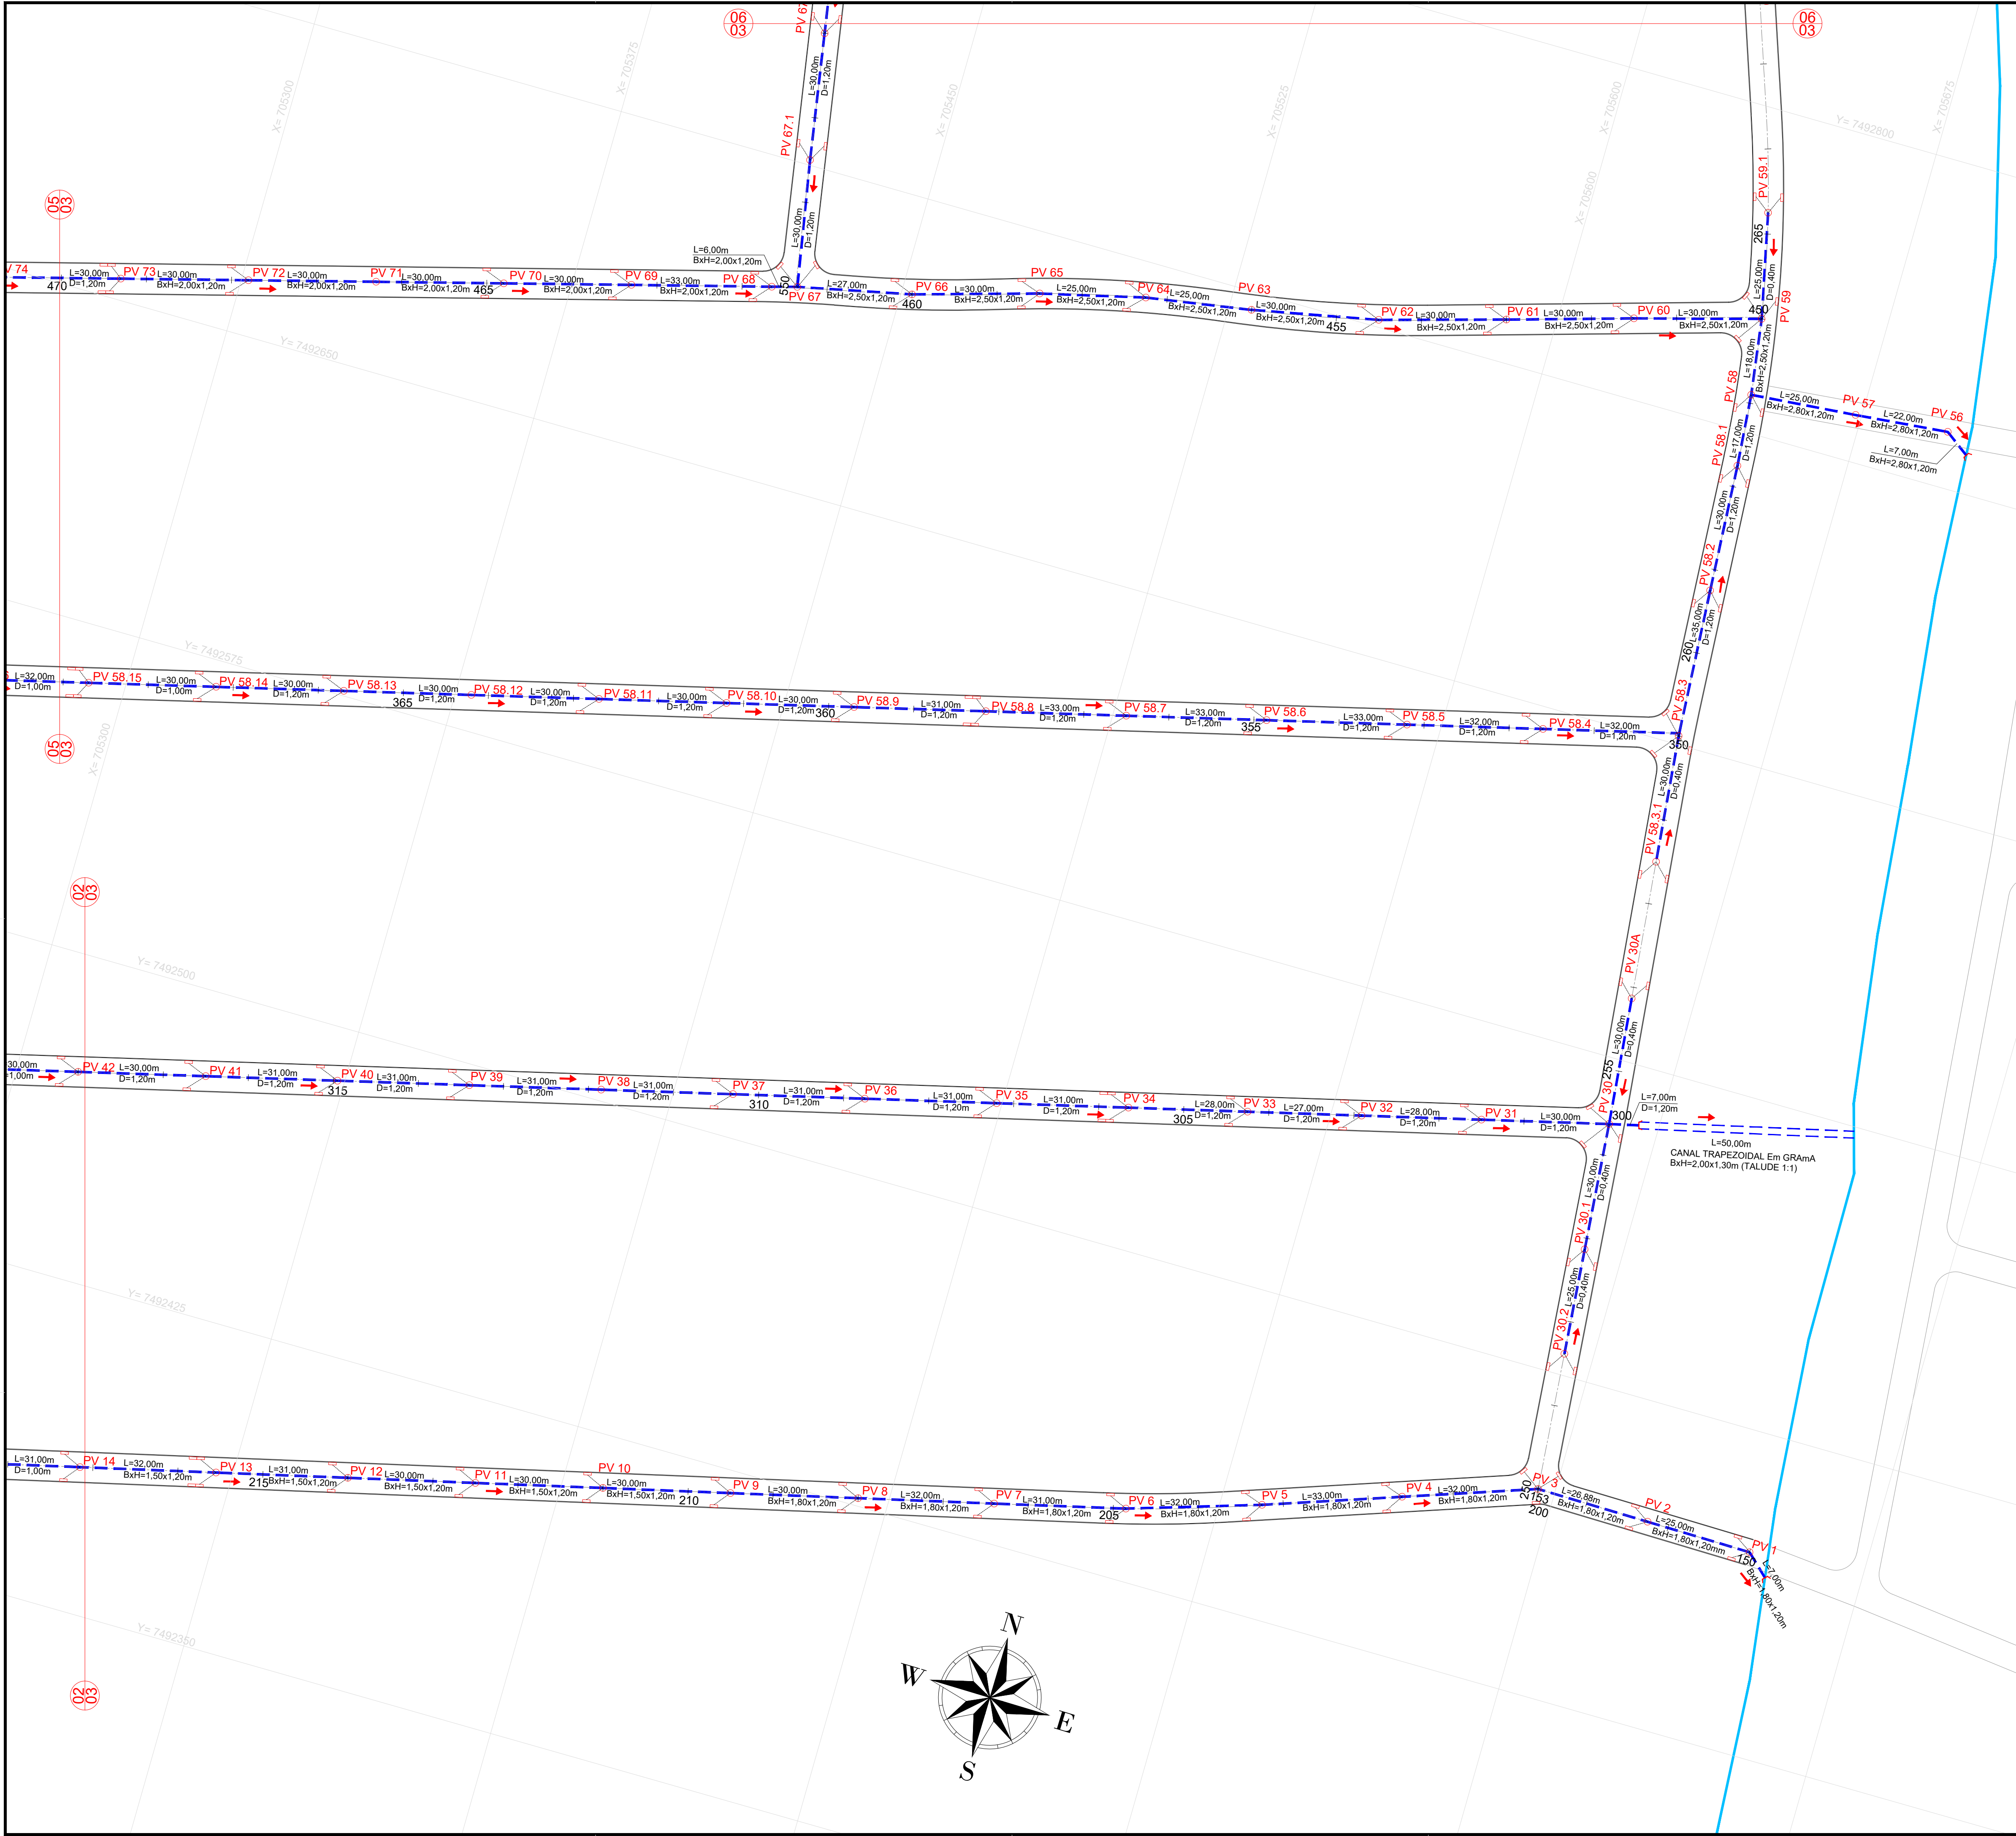 06
03
06
03
X= 705300
X= 705375
X= 705450
X= 705525
X= 705600
X= 705675
Y= 7492800
X= 705600
PV 67
L=30,00m
D=1,20m
PV 67.1
L=30,00m
D=1,20m
PV 59.1
265
L=25,00m
D=0,40m
PV 59
05
03
L=6,00m
BxH=2,00x1,20m
550
PV 74
470
L=30,00m
D=1,20m
PV 73
L=30,00m
BxH=2,00x1,20m
PV 72
L=30,00m
BxH=2,00x1,20m
PV 71
L=30,00m
BxH=2,00x1,20m
465
PV 70
L=30,00m
BxH=2,00x1,20m
PV 69
L=33,00m
BxH=2,00x1,20m
PV 68
PV 67
L=27,00m
BxH=2,50x1,20m
PV 66
460
L=30,00m
BxH=2,50x1,20m
PV 65
L=25,00m
BxH=2,50x1,20m
PV 64
L=25,00m
BxH=2,50x1,20m
PV 63
L=30,00m
BxH=2,50x1,20m
455
PV 62
L=30,00m
BxH=2,50x1,20m
PV 61
L=30,00m
BxH=2,50x1,20m
PV 60
L=30,00m
BxH=2,50x1,20m
450
L=18,00m
BxH=2,50x1,20m
PV 58
L=25,00m
BxH=2,80x1,20m
PV 57
L=22,00m
BxH=2,80x1,20m
PV 56
L=7,00m
BxH=2,80x1,20m
Y= 7492650
L=17,00m
D=1,20m
PV 58.1
L=30,00m
D=1,20m
PV 58.2
L=35,00m
D=1,20m
260
PV 58.3
Y= 7492575
L=32,00m
D=1,00m
PV 58.15
L=30,00m
D=1,00m
PV 58.14
L=30,00m
D=1,20m
PV 58.13
365
L=30,00m
D=1,20m
PV 58.12
L=30,00m
D=1,20m
PV 58.11
L=30,00m
D=1,20m
PV 58.10
L=30,00m
D=1,20m
360
PV 58.9
L=31,00m
D=1,20m
PV 58.8
L=33,00m
D=1,20m
PV 58.7
L=33,00m
D=1,20m
355
PV 58.6
L=33,00m
D=1,20m
PV 58.5
L=32,00m
D=1,20m
PV 58.4
L=32,00m
D=1,20m
350
L=30,00m
D=0,40m
PV 58.3.1
05
03
X= 705300
02
03
Y= 7492500
PV 30A
L=30,00m
D=0,40m
255
PV 30
30,00m
=1,00m
PV 42
L=30,00m
D=1,20m
PV 41
L=31,00m
D=1,20m
PV 40
315
L=31,00m
D=1,20m
PV 39
L=31,00m
D=1,20m
PV 38
L=31,00m
D=1,20m
PV 37
310
L=31,00m
D=1,20m
PV 36
L=31,00m
D=1,20m
PV 35
L=31,00m
D=1,20m
PV 34
305
L=28,00m
D=1,20m
PV 33
L=27,00m
D=1,20m
PV 32
L=28,00m
D=1,20m
PV 31
L=30,00m
D=1,20m
300
L=7,00m
D=1,20m
L=50,00m
CANAL TRAPEZOIDAL Em GRAmA
BxH=2,00x1,30m (TALUDE 1:1)
L=30,00m
D=0,40m
PV 30.1
L=25,00m
D=0,40m
PV 30.2
Y= 7492425
L=31,00m
D=1,00m
PV 14
L=32,00m
BxH=1,50x1,20m
PV 13
215
L=31,00m
BxH=1,50x1,20m
PV 12
L=30,00m
BxH=1,50x1,20m
PV 11
L=30,00m
BxH=1,50x1,20m
PV 10
L=30,00m
BxH=1,50x1,20m
210
PV 9
L=30,00m
BxH=1,80x1,20m
PV 8
L=32,00m
BxH=1,80x1,20m
PV 7
L=31,00m
BxH=1,80x1,20m
205
PV 6
L=32,00m
BxH=1,80x1,20m
PV 5
L=33,00m
BxH=1,80x1,20m
PV 4
L=32,00m
BxH=1,80x1,20m
250
PV 3
153
200
L=26,88m
BxH=1,80x1,20m
PV 2
L=25,00m
BxH=1,80x1,20mm
PV 1
150
L=7,00m
BxH=1,80x1,20m
Y= 7492350
02
03
N
W
E
S